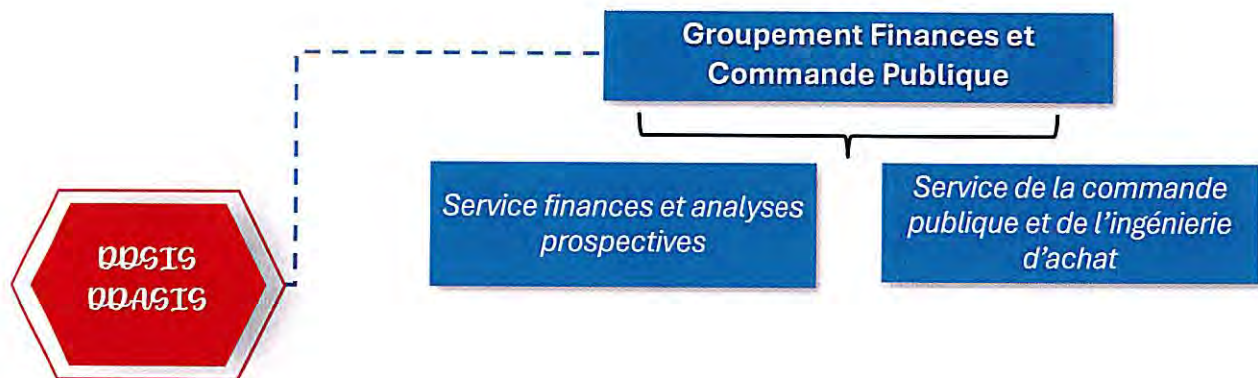 Groupement Finances et
Commande Publique
Service finances et analyses
prospectives
Service de la commande
publique et de l'ingénierie
d'achat
DDSIS
DDASIS